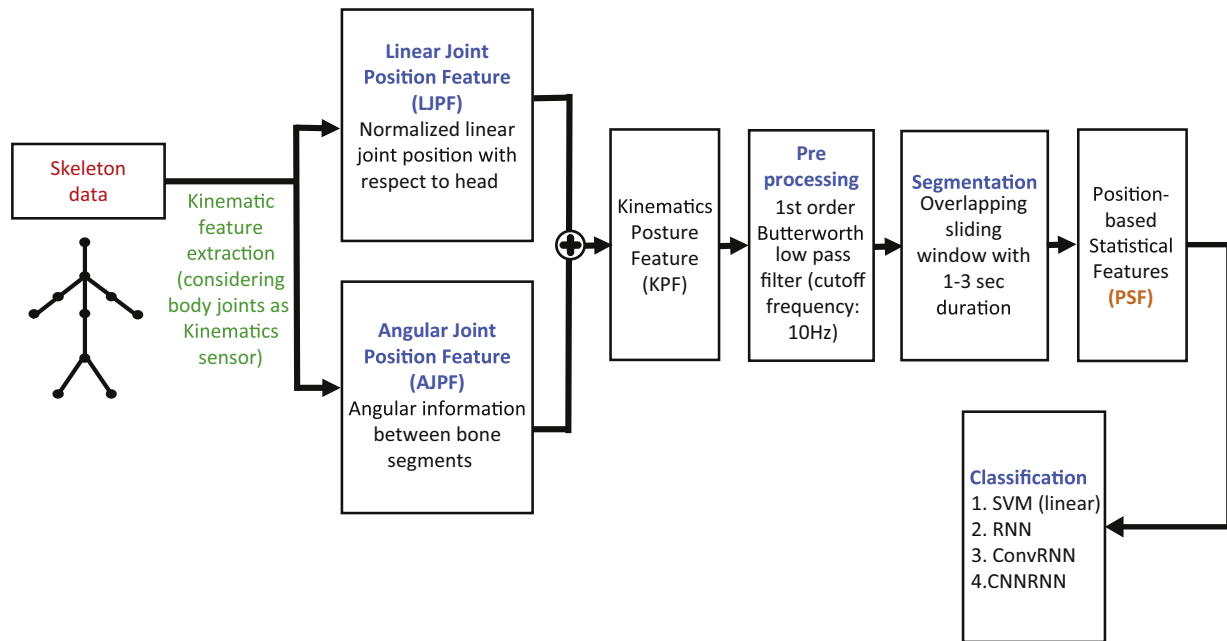 Skeleton
data
Kinematic
feature
extraction
(considering
body joints as
Kinematics
sensor)
Linear Joint
Position Feature
(LJPF)
Normalized linear
joint position with
respect to head
Angular Joint
Position Feature
(AJPF)
Angular information
between bone
segments
Kinematics
Posture
Feature
(KPF)
Pre
processing
1st order
Butterworth
low pass
filter (cutoff
frequency:
10Hz)
Segmentation
Overlapping
sliding
window with
1-3 sec
duration
Position-
based
Statistical
Features
(PSF)
Classification
1. SVM (linear)
2. RNN
3. ConvRNN
4.CNNRNN